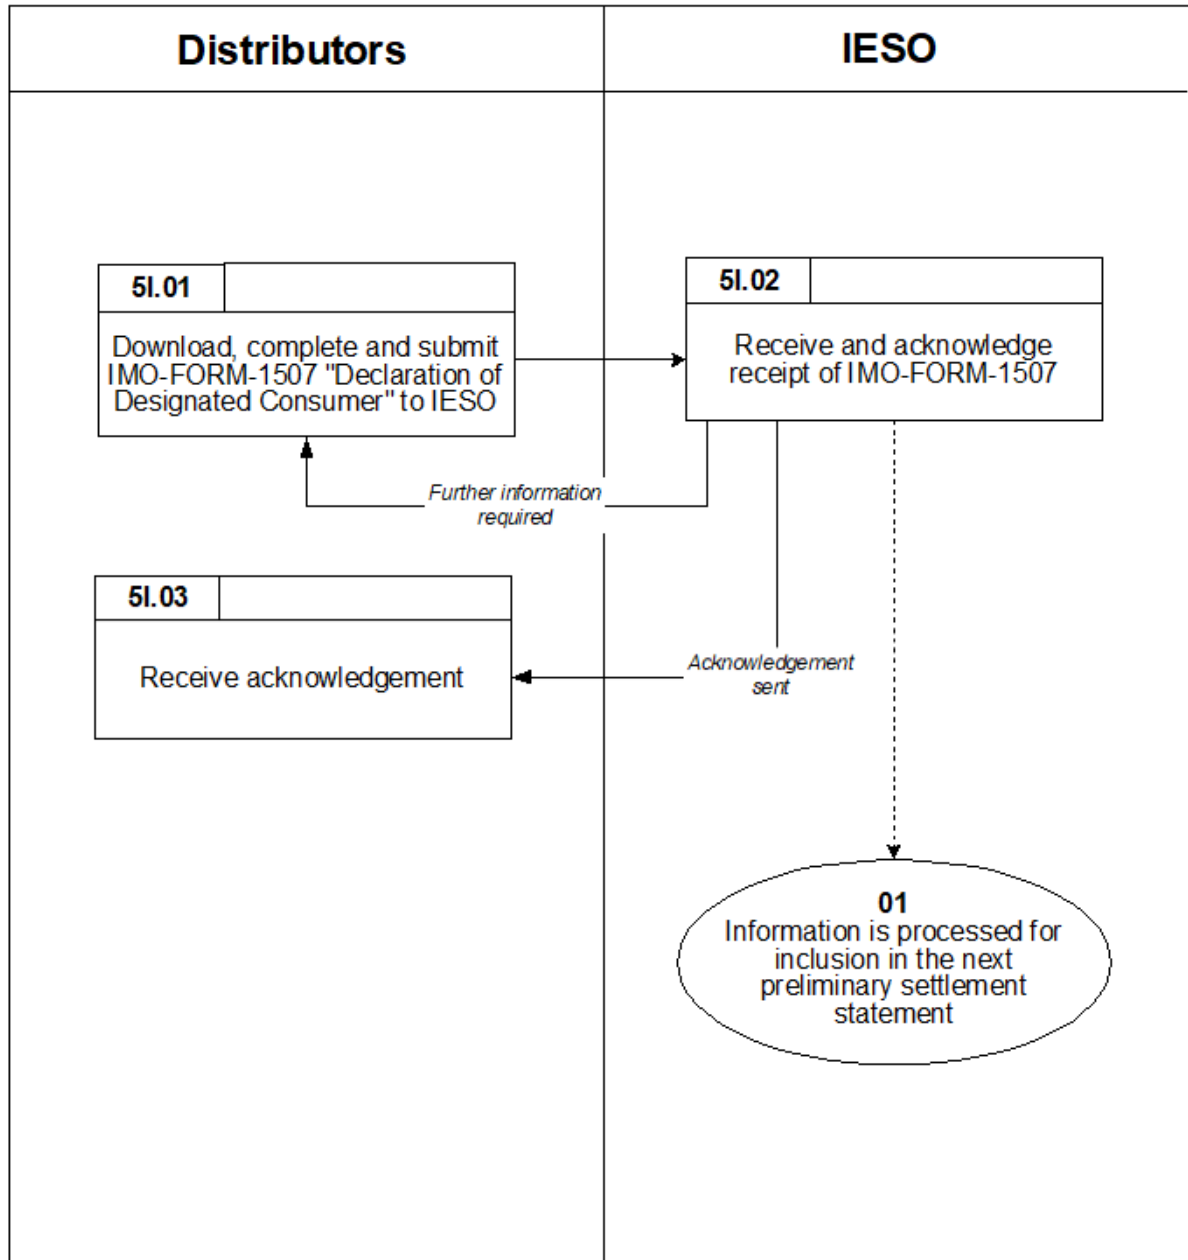 Distributors
IESO
5I.01
Download, complete and submit
IMO-FORM-1507 "Declaration of
Designated Consumer" to IESO
5I.02
Receive and acknowledge
receipt of IMO-FORM-1507
Further information
required
5I.03
Receive acknowledgement
Acknowledgement
sent
01
Information is processed for
inclusion in the next
preliminary settlement
statement